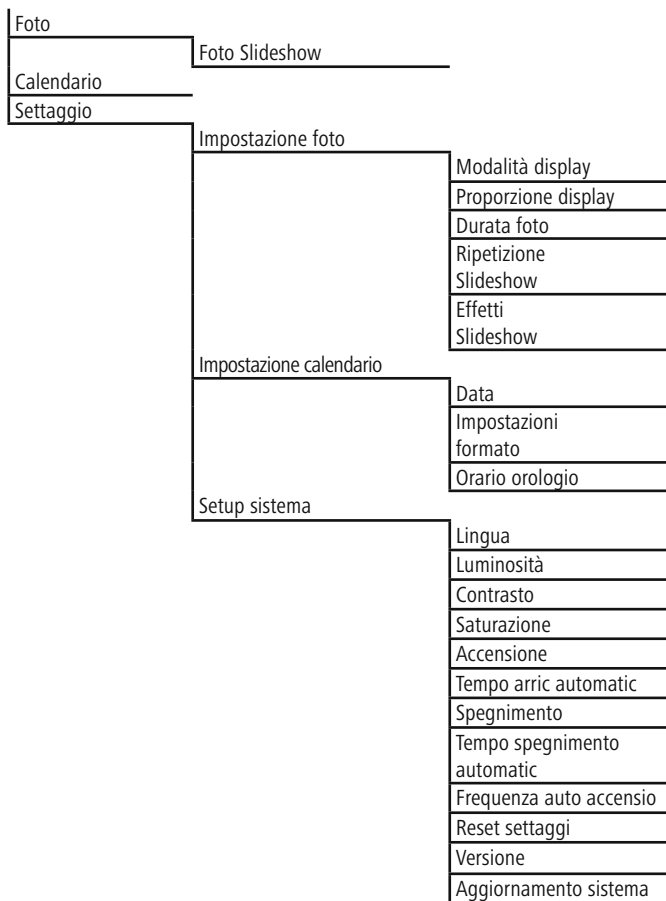 Foto
Foto Slideshow
Calendario
Settaggio
Impostazione foto
Modalità display
Proporzione display
Durata foto
Ripetizione
Slideshow
Effetti
Slideshow
Impostazione calendario
Data
Impostazioni
formato
Orario orologio
Setup sistema
Lingua
Luminosità
Contrasto
Saturazione
Accensione
Tempo arric automatic
Spegnimento
Tempo spegnimento
automatic
Frequenza auto accensio
Reset settaggi
Versione
Aggiornamento sistema